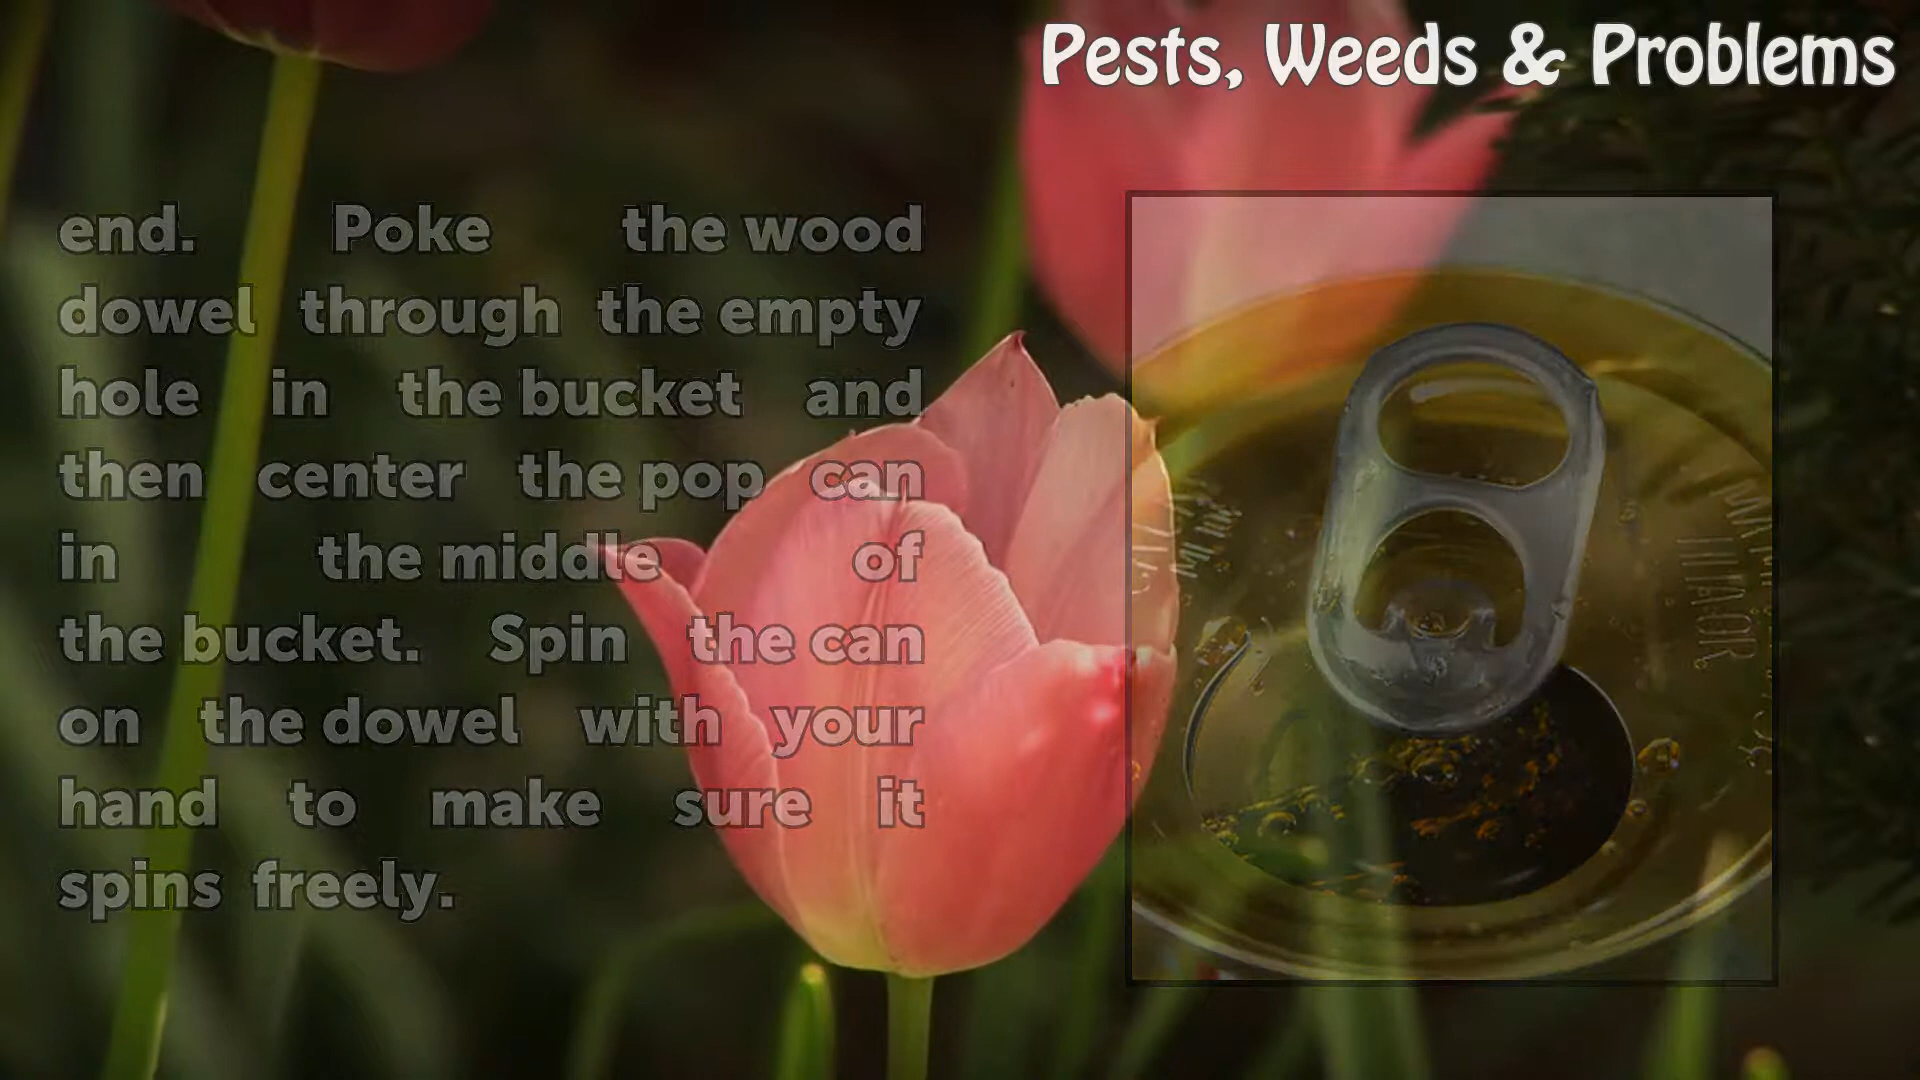 Pests, Weeds & Problems
end. Poke the wood
dowel through the empty
hole in the bucket and
then center the pop can
in the middle of
the bucket. Spin the can
on the dowel with your
hand to make sure it
spins freely.